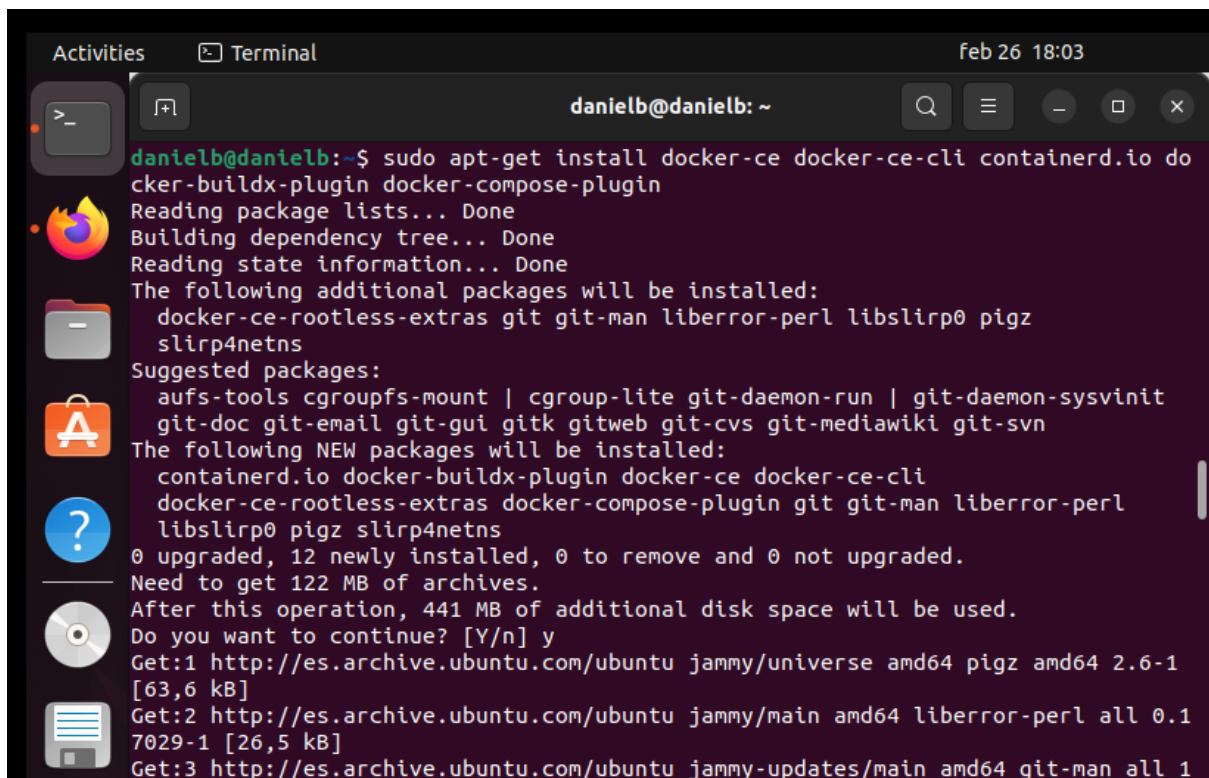 Activities
Terminal
feb 26 18:03
danielb@danielb: ~
danielb@danielb:~$ sudo apt-get install docker-ce docker-ce-cli containerd.io do
cker-buildx-plugin docker-compose-plugin
Reading package lists... Done
Building dependency tree... Done
Reading state information... Done
The following additional packages will be installed:
  docker-ce-rootless-extras git git-man liberror-perl libslirp0 pigz
  slirp4netns
Suggested packages:
  aufs-tools cgroupfs-mount | cgroup-lite git-daemon-run | git-daemon-sysvinit
  git-doc git-email git-gui gitk gitweb git-cvs git-mediawiki git-svn
The following NEW packages will be installed:
  containerd.io docker-buildx-plugin docker-ce docker-ce-cli
  docker-ce-rootless-extras docker-compose-plugin git git-man liberror-perl
  libslirp0 pigz slirp4netns
0 upgraded, 12 newly installed, 0 to remove and 0 not upgraded.
Need to get 122 MB of archives.
After this operation, 441 MB of additional disk space will be used.
Do you want to continue? [Y/n] y
Get:1 http://es.archive.ubuntu.com/ubuntu jammy/universe amd64 pigz amd64 2.6-1
[63,6 kB]
Get:2 http://es.archive.ubuntu.com/ubuntu jammy/main amd64 liberror-perl all 0.1
7029-1 [26,5 kB]
Get:3 http://es.archive.ubuntu.com/ubuntu jammy-updates/main amd64 git-man all 1